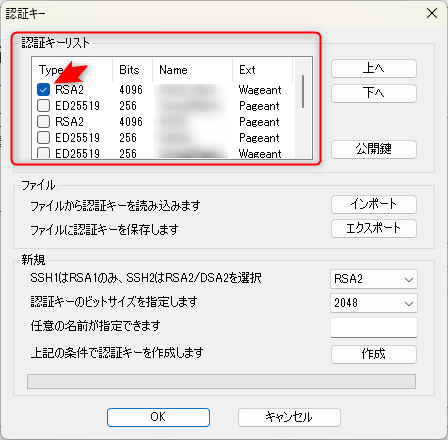 認証キー
認証キーリスト
Type Bits Name Ext
RSA2 4096 Wageant
ED25519 256 Pageant
RSA2 4096 Pageant
ED25519 256 Pageant
ED25519 256 Wageant
上へ
下へ
公開鍵
ファイル
ファイルから認証キーを読み込みます インポート
ファイルに認証キーを保存します エクスポート
新規
SSH1はRSA1のみ、SSH2はRSA2/DSA2を選択 RSA2
認証キーのビットサイズを指定します 2048
任意の名前が指定できます
上記の条件で認証キーを作成します 作成
OK キャンセル